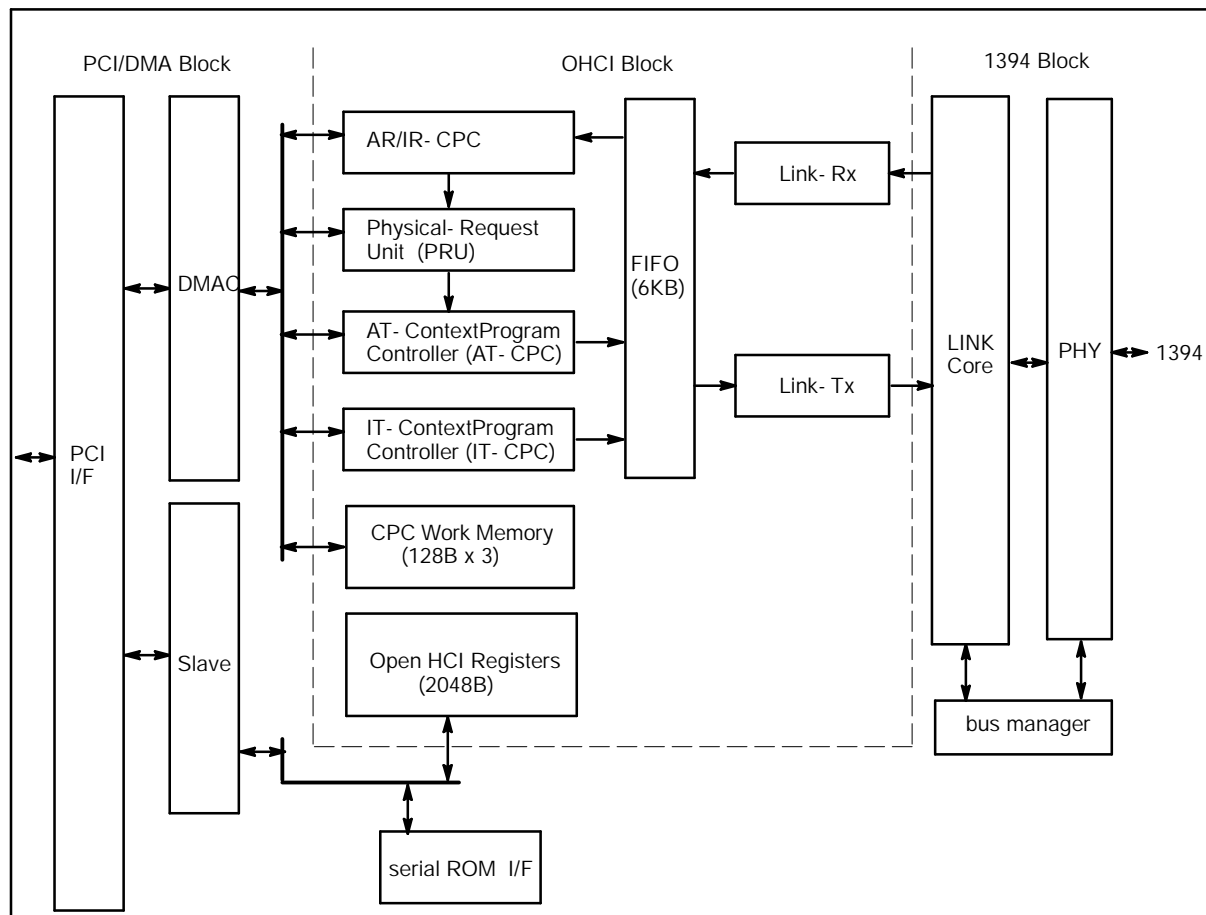 PCI/DMA Block
OHCI Block
1394 Block
AR/IR- CPC
Link- Rx
Physical- Request
Unit (PRU)
FIFO
(6KB)
DMAC
AT- ContextProgram
Controller (AT- CPC)
LINK
Core
PHY
1394
Link- Tx
IT- ContextProgram
Controller (IT- CPC)
PCI
I/F
CPC Work Memory
(128B x 3)
Slave
Open HCI Registers
(2048B)
bus manager
serial ROM I/F